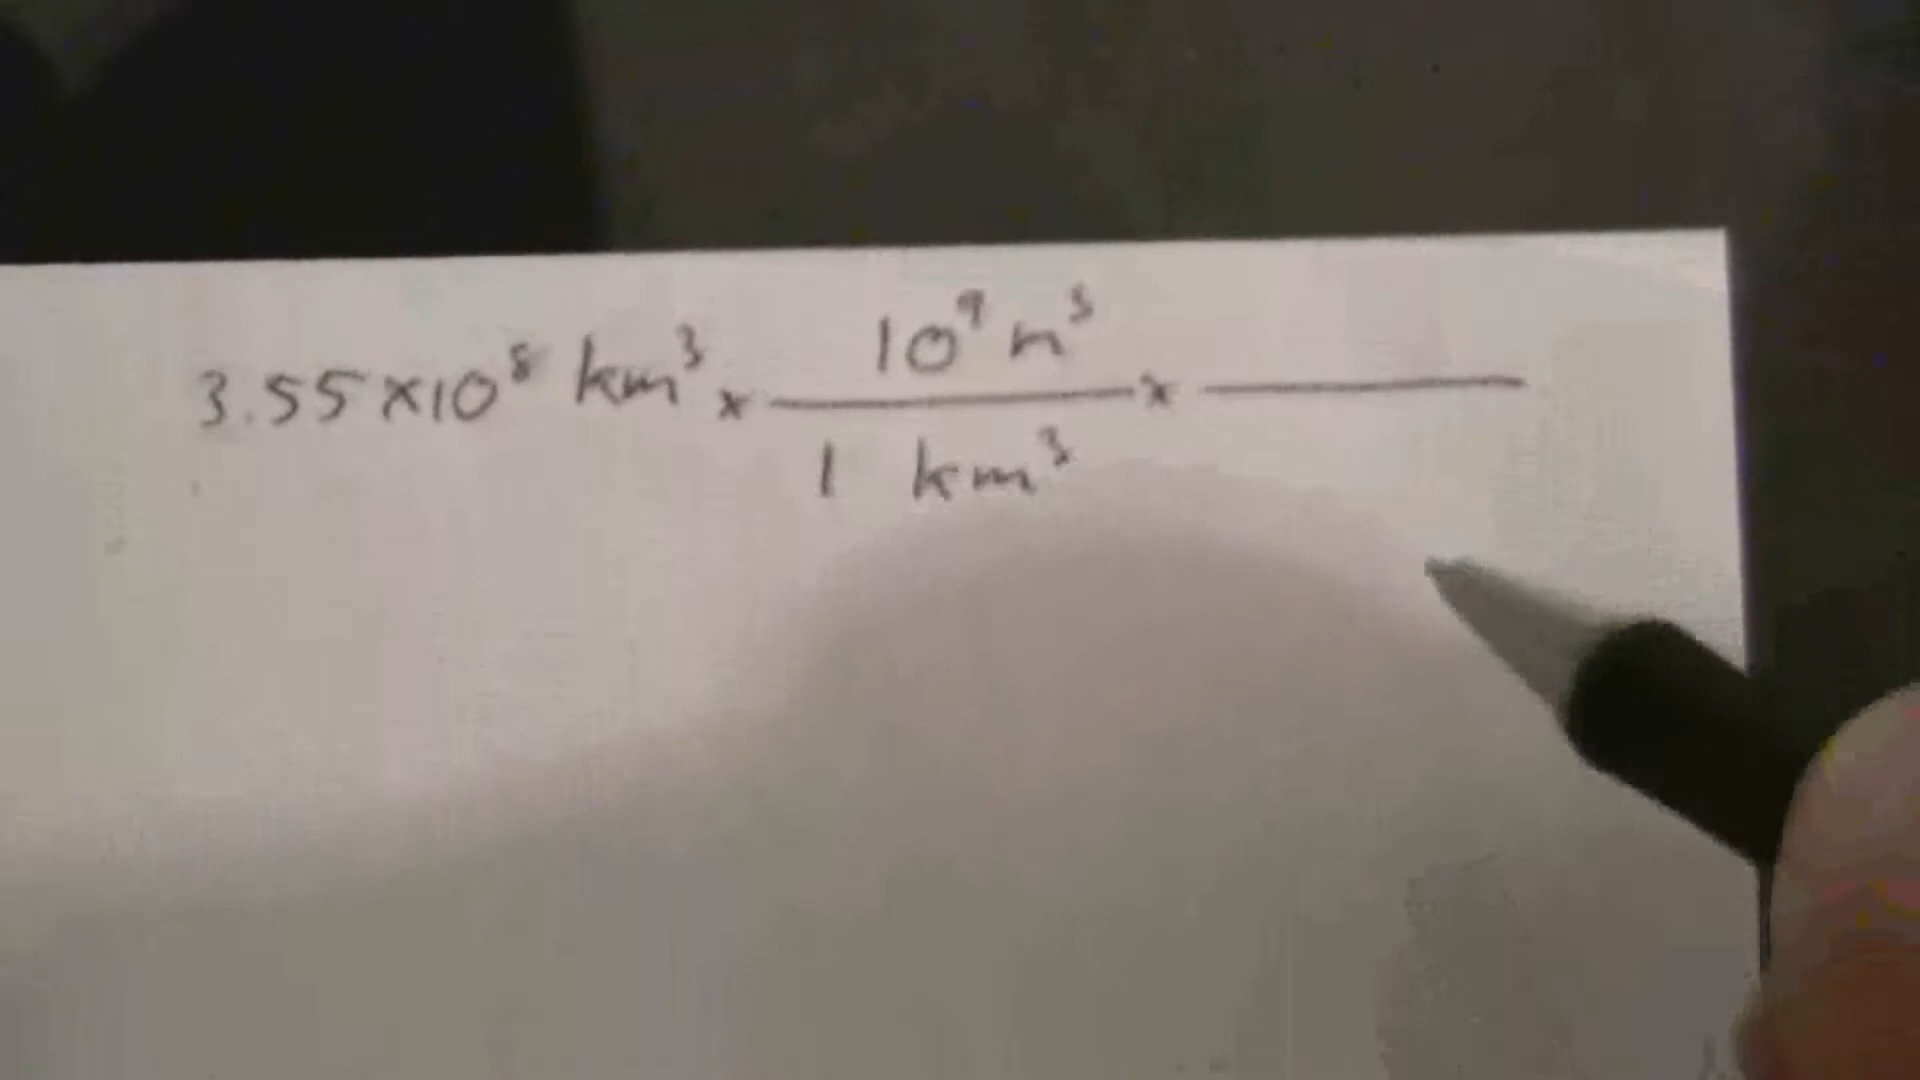 3.55×10⁸ km³ × 10⁹ m³ / 1 km³ × ———